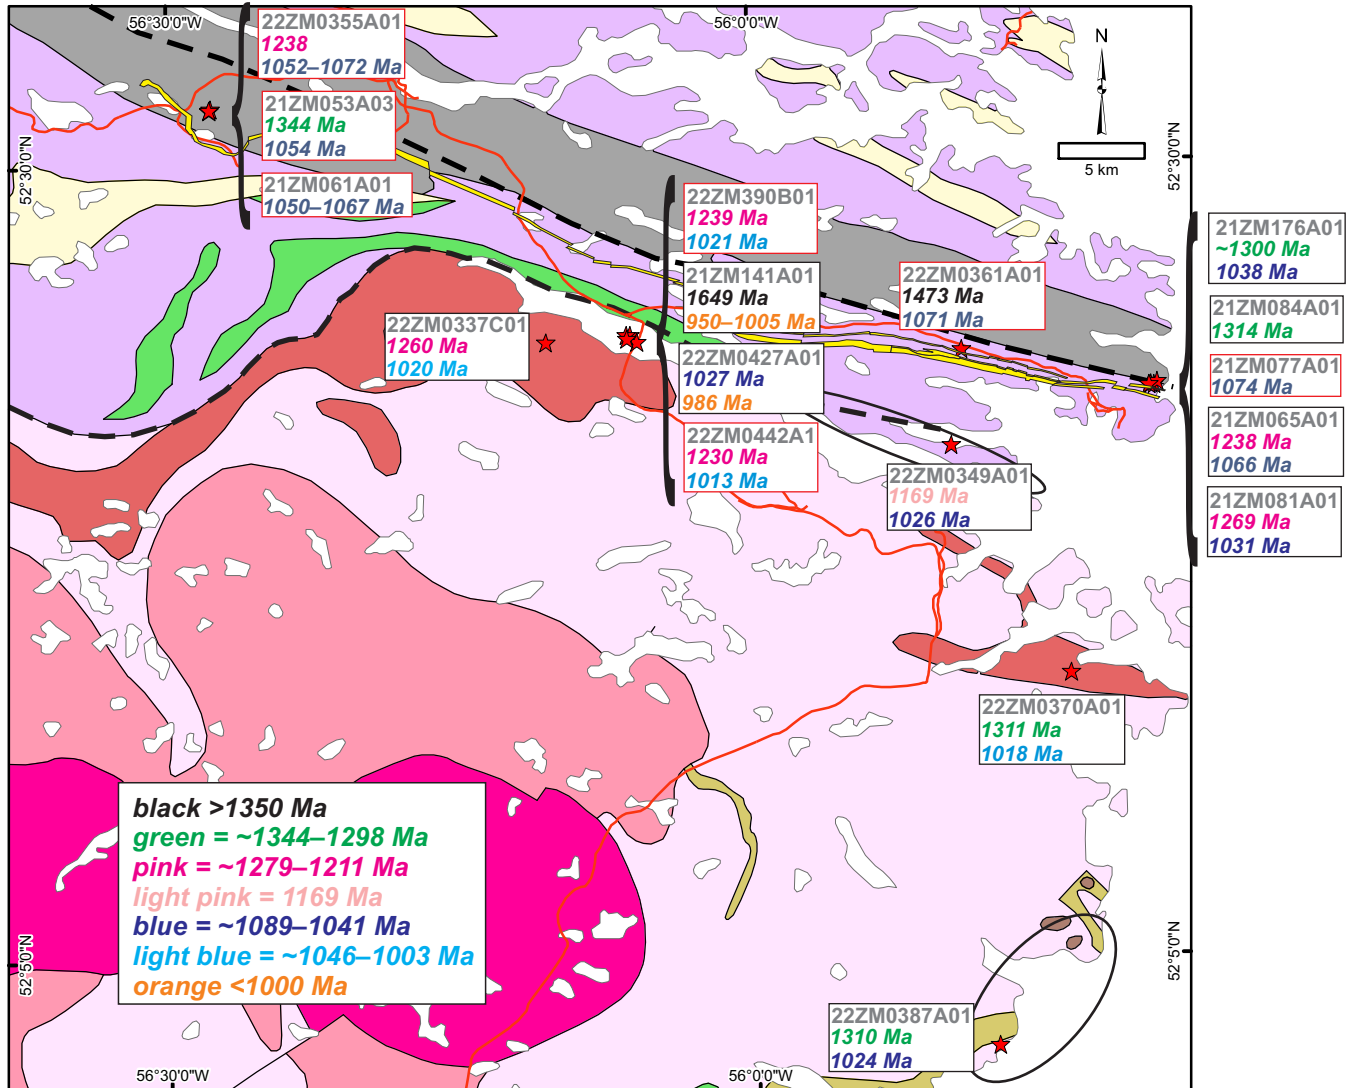 56°30'0"W
56°0'0"W
22ZM0355A01
1238
1052–1072 Ma
21ZM053A03
1344 Ma
1054 Ma
21ZM061A01
1050–1067 Ma
N
5 km
52°30'0"N
52°30'0"N
22ZM390B01
1239 Ma
1021 Ma
21ZM141A01
1649 Ma
950–1005 Ma
22ZM0361A01
1473 Ma
1071 Ma
22ZM0337C01
1260 Ma
1020 Ma
22ZM0427A01
1027 Ma
986 Ma
22ZM0442A1
1230 Ma
1013 Ma
22ZM0349A01
1169 Ma
1026 Ma
21ZM176A01
~1300 Ma
1038 Ma
21ZM084A01
1314 Ma
21ZM077A01
1074 Ma
21ZM065A01
1238 Ma
1066 Ma
21ZM081A01
1269 Ma
1031 Ma
22ZM0370A01
1311 Ma
1018 Ma
black >1350 Ma
green = ~1344–1298 Ma
pink = ~1279–1211 Ma
light pink = 1169 Ma
blue = ~1089–1041 Ma
light blue = ~1046–1003 Ma
orange <1000 Ma
22ZM0387A01
1310 Ma
1024 Ma
52°5'0"N
52°5'0"N
56°30'0"W
56°0'0"W